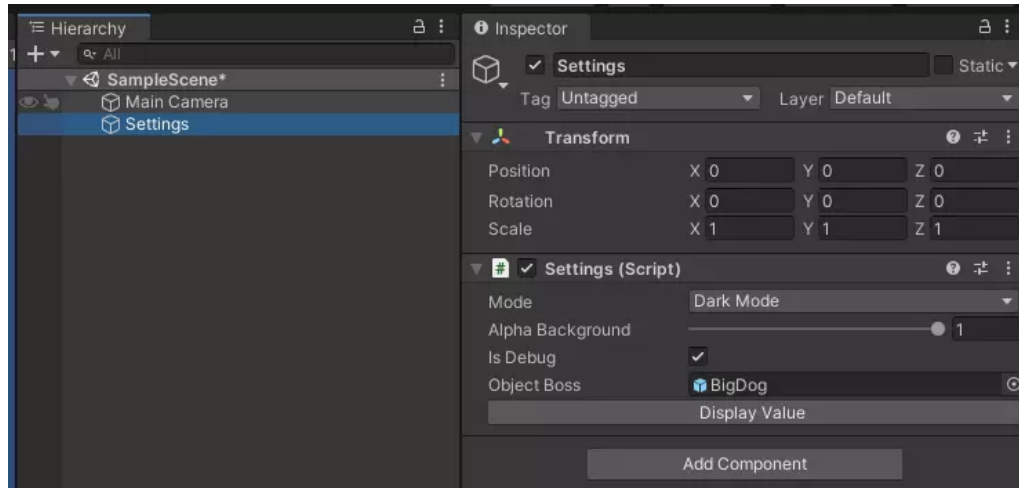 Hierarchy
All
SampleScene*
Main Camera
Settings
Inspector
Settings
Static
Tag Untagged Layer Default
Transform
Position X 0 Y 0 Z 0
Rotation X 0 Y 0 Z 0
Scale X 1 Y 1 Z 1
# Settings (Script)
Mode Dark Mode
Alpha Background 1
Is Debug
Object Boss BigDog
Display Value
Add Component